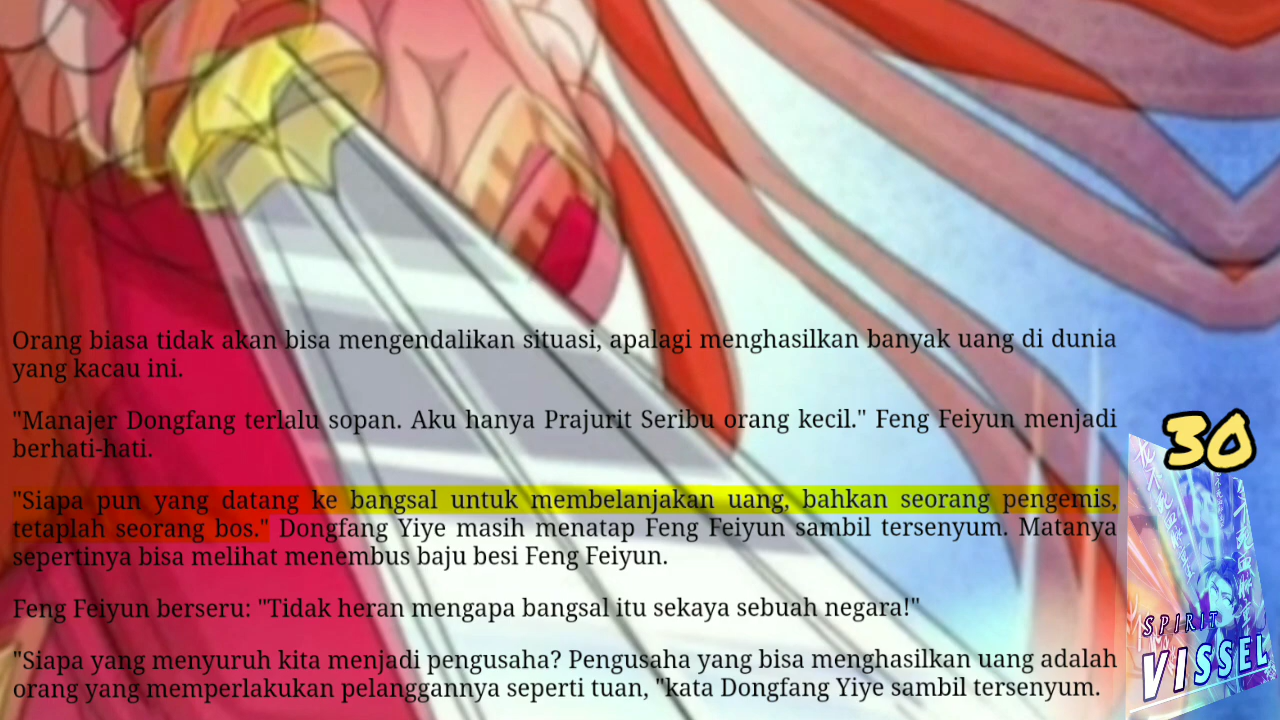 Orang biasa tidak akan bisa mengendalikan situasi, apalagi menghasilkan banyak uang di dunia
yang kacau ini.
"Manajer Dongfang terlalu sopan. Aku hanya Prajurit Seribu orang kecil." Feng Feiyun menjadi
berhati-hati.
"Siapa pun yang datang ke bangsal untuk membelanjakan uang, bahkan seorang pengemis,
tetaplah seorang bos." Dongfang Yiye masih menatap Feng Feiyun sambil tersenyum. Matanya
sepertinya bisa melihat menembus baju besi Feng Feiyun.
Feng Feiyun berseru: "Tidak heran mengapa bangsal itu sekaya sebuah negara!"
"Siapa yang menyuruh kita menjadi pengusaha? Pengusaha yang bisa menghasilkan uang adalah
orang yang memperlakukan pelanggannya seperti tuan, "kata Dongfang Yiye sambil tersenyum.
30
SPIRIT
VISSEL